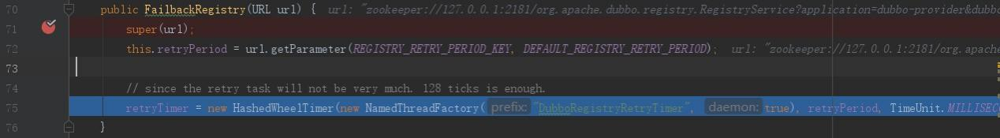 70 public FailbackRegistry(URL url) { url: "zookeeper://127.0.0.1:2181/org.apache.dubbo.registry.RegistryService?application=dubbo-provider&dubbo
71 super(url);
72 this.retryPeriod = url.getParameter(REGISTRY_RETRY_PERIOD_KEY, DEFAULT_REGISTRY_RETRY_PERIOD); url: "zookeeper://127.0.0.1:2181/org.apache
73
74 // since the retry task will not be very much. 128 ticks is enough.
75 retryTimer = new HashedWheelTimer(new NamedThreadFactory( prefix: "DubboRegistryRetryTimer", daemon: true), retryPeriod, TimeUnit.MILLISEC
76 }